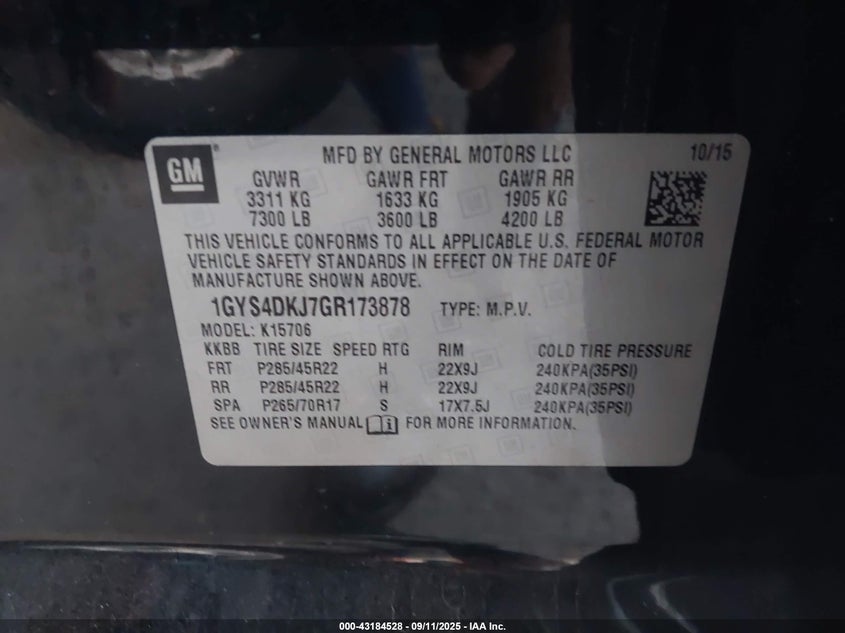 GM
MFD BY GENERAL MOTORS LLC 10/15
GVWR GAWR FRT GAWR RR
3311 KG 1633 KG 1905 KG
7300 LB 3600 LB 4200 LB
THIS VEHICLE CONFORMS TO ALL APPLICABLE U.S. FEDERAL MOTOR
VEHICLE SAFETY STANDARDS IN EFFECT ON THE DATE OF
MANUFACTURE SHOWN ABOVE.
1GYS4DKJ7GR173878 TYPE: M.P.V.
MODEL: K15706
KKBB TIRE SIZE SPEED RTG RIM COLD TIRE PRESSURE
FRT P285/45R22 H 22X9J 240KPA(35PSI)
RR P285/45R22 H 22X9J 240KPA(35PSI)
SPA P265/70R17 S 17X7.5J 240KPA(35PSI)
SEE OWNER'S MANUAL FOR MORE INFORMATION.
000-43184528 - 09/11/2025 - IAA Inc.